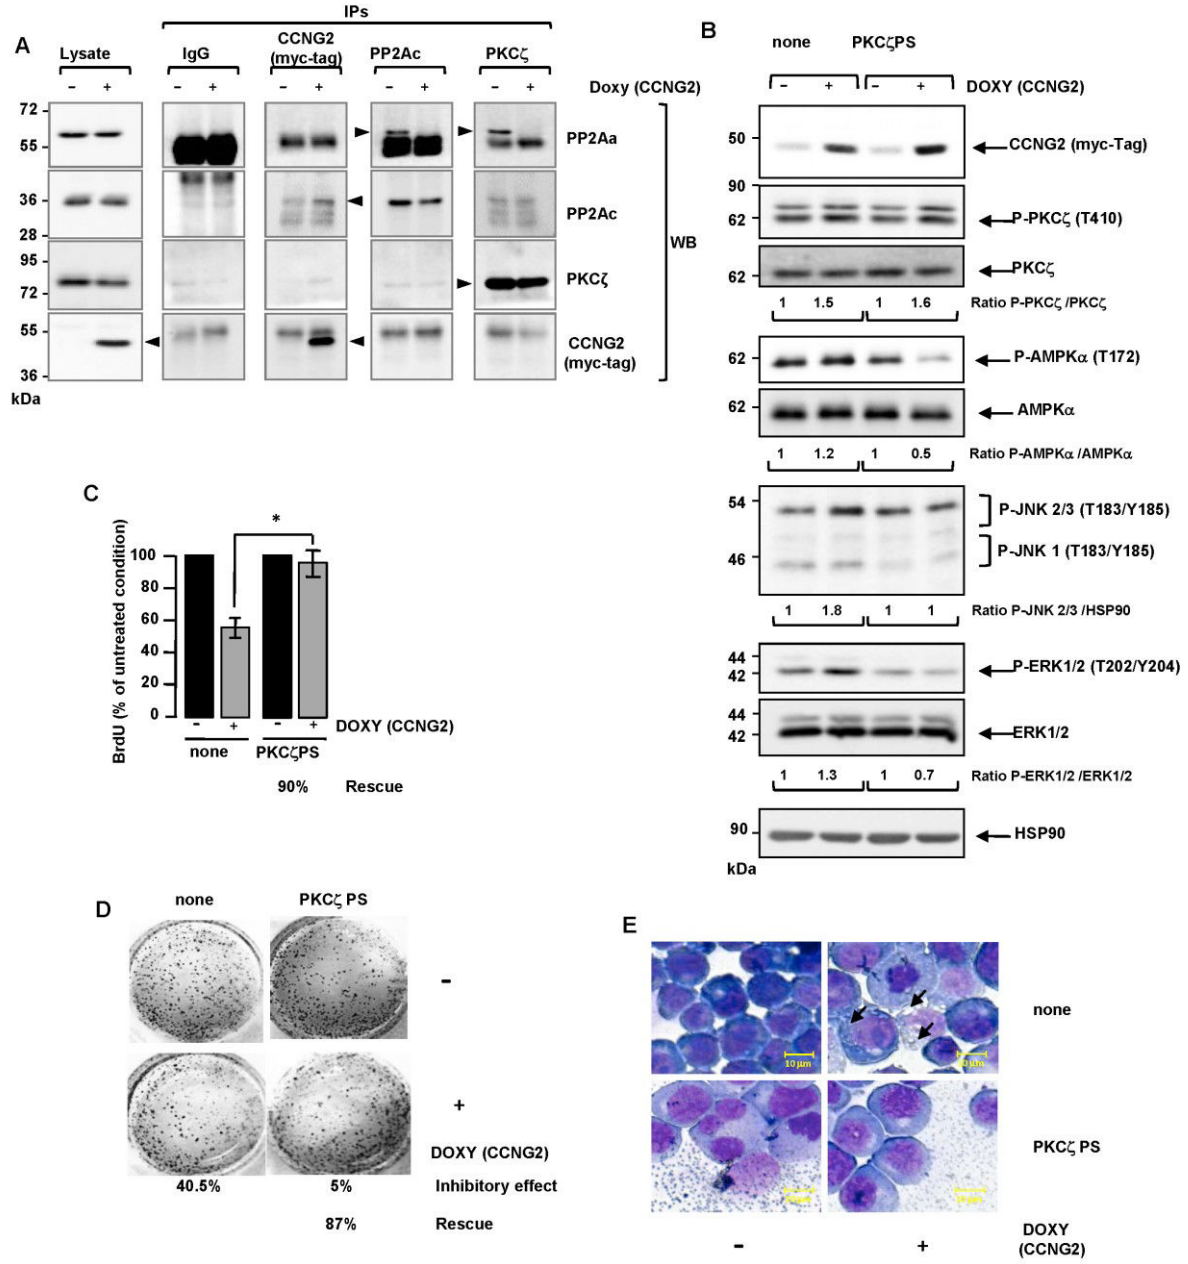 A
IPs
Lysate
IgG
CCNG2
(myc-tag)
PP2Ac
PKCζ
- + - + - + - + - + Doxy (CCNG2)
72
55
PP2Aa
36
28
PP2Ac
95
72
PKCζ
55
36
CCNG2
(myc-tag)
kDa
WB
B
none PKCζPS
- + - + DOXY (CCNG2)
50
CCNG2 (myc-Tag)
90
62
P-PKCζ (T410)
62
PKCζ
1 1.5 1 1.6 Ratio P-PKCζ /PKCζ
62
P-AMPKα (T172)
62
AMPKα
1 1.2 1 0.5 Ratio P-AMPKα /AMPKα
54
P-JNK 2/3 (T183/Y185)
46
P-JNK 1 (T183/Y185)
1 1.8 1 1 Ratio P-JNK 2/3 /HSP90
44
42
P-ERK1/2 (T202/Y204)
44
42
ERK1/2
1 1.3 1 0.7 Ratio P-ERK1/2 /ERK1/2
90
HSP90
kDa
C
BrdU (% of untreated condition)
100
80
60
40
20
0
*
- + - + DOXY (CCNG2)
none PKCζPS
90% Rescue
D
none PKCζ PS
-
+
DOXY (CCNG2)
40.5% 5% Inhibitory effect
87% Rescue
E
none
10 µm
10 µm
PKCζ PS
10 µm
10 µm
- +
DOXY
(CCNG2)